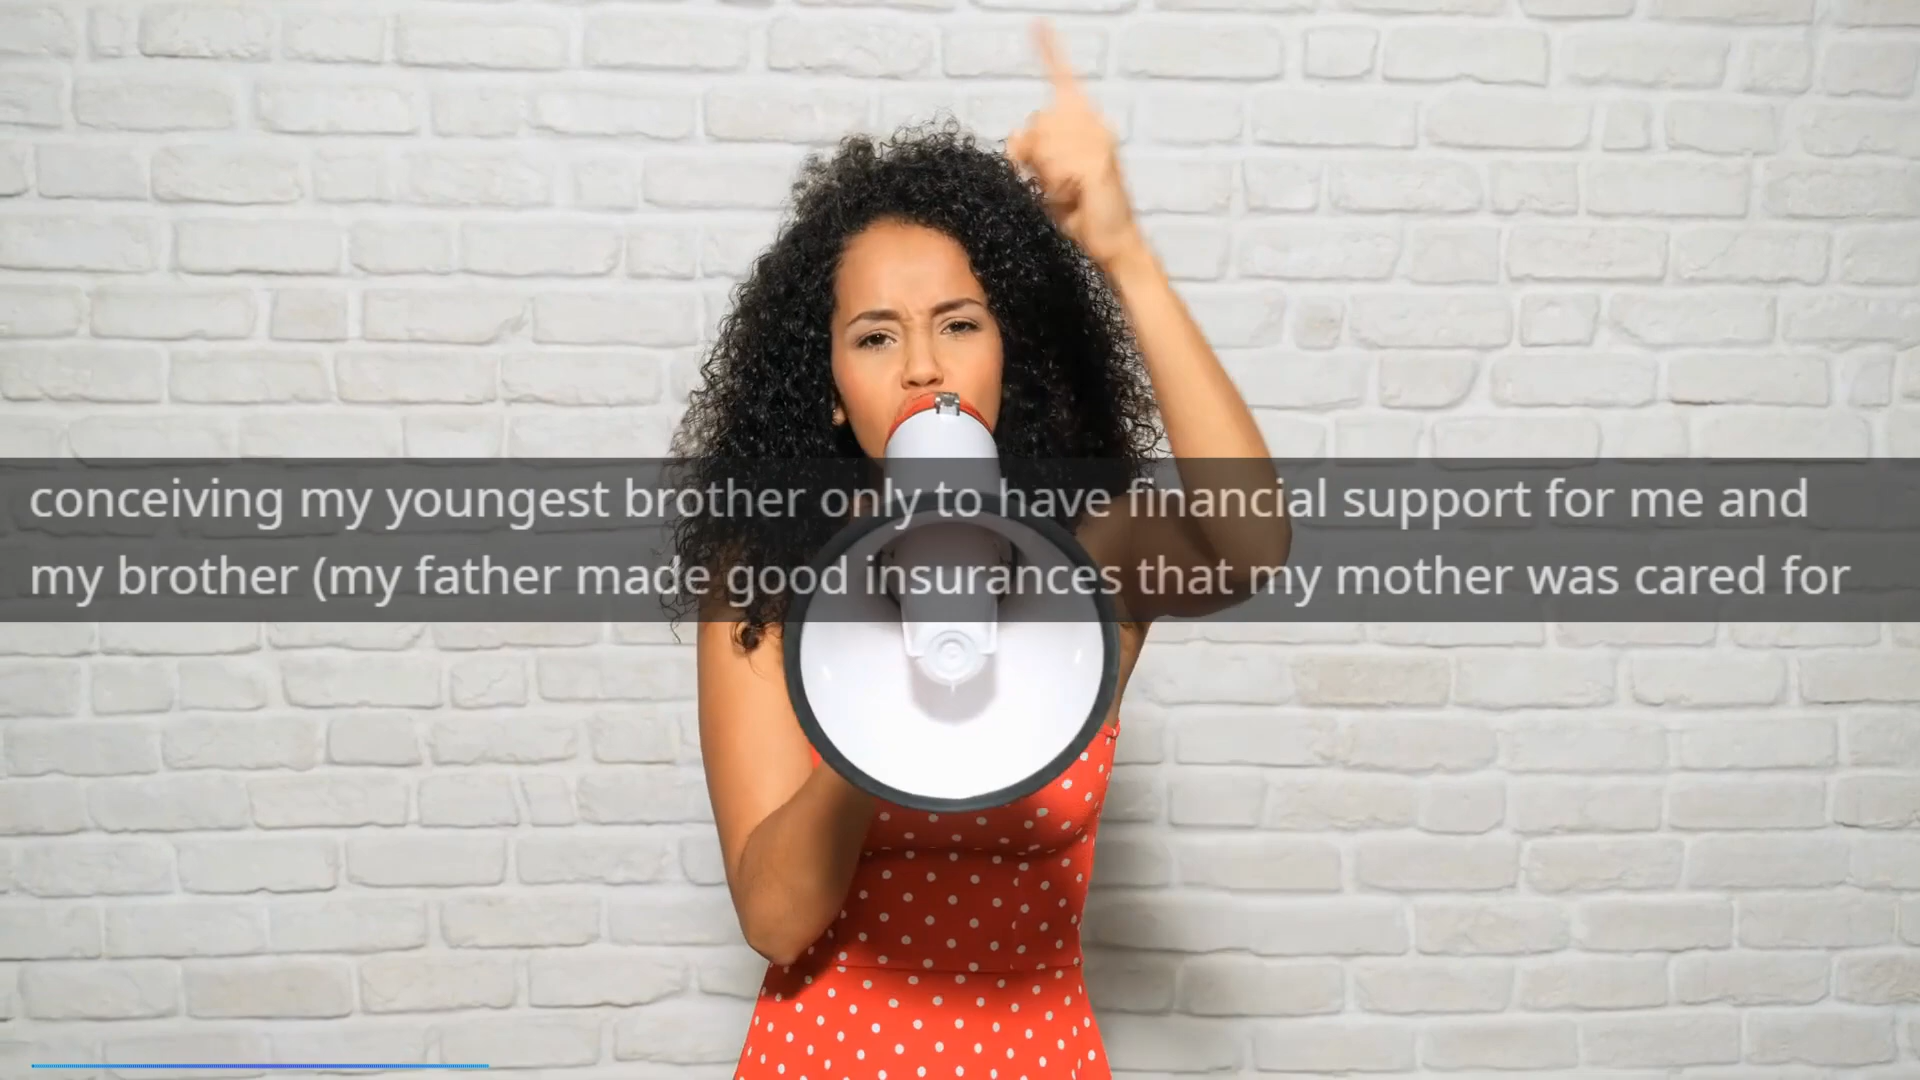 conceiving my youngest brother only to have financial support for me and
my brother (my father made good insurances that my mother was cared for